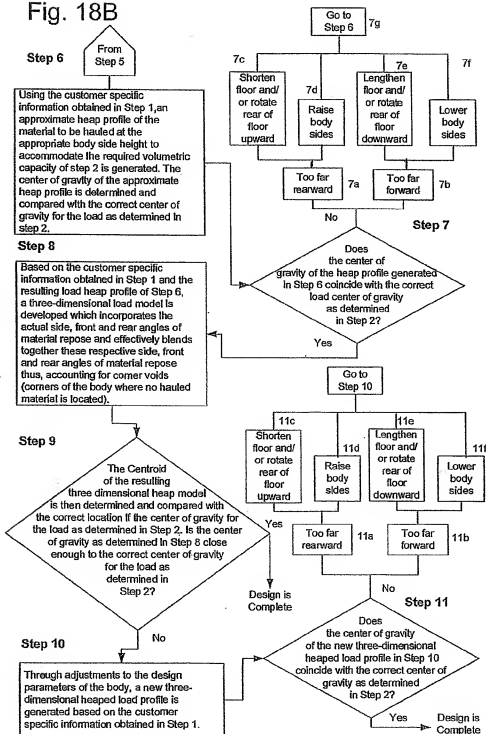 Fig. 18B
Step 6
From
Step 5
Using the customer specific
information obtained in Step 1,an
approximate heap profile of the
material to be hauled at the
appropriate body side height to
accommodate the required volumetric
capacity of step 2 is generated. The
center of gravity of the approximate
heap profile is determined and
compared with the correct center of
gravity for the load as determined in
step 2.
Go to
Step 6
7g
7c
Shorten
floor and/
or rotate
rear of
floor
upward
7d
Raise
body
sides
7e
Lengthen
floor and/
or rotate
rear of
floor
downward
7f
Lower
body
sides
Too far
rearward
7a
Too far
forward
7b
No
Step 7
Does
the center of
gravity of the heap profile generated
in Step 6 coincide with the correct
load center of gravity
as determined
in Step 2?
Yes
Step 8
Based on the customer specific
information obtained in Step 1 and the
resulting load heap profile of Step 6,
a three-dimensional load model is
developed which incorporates the
actual side, front and rear angles of
material repose and effectively blends
together these respective side, front
and rear angles of material repose
thus, accounting for corner voids
(corners of the body where no hauled
material is located).
Step 9
The Centroid
of the resulting
three dimensional heap model
is then determined and compared with
the correct location if the center of gravity for
the load as determined in Step 2. Is the center
of gravity as determined in Step 8 close
enough to the correct center of gravity
for the load as
determined in
Step 2?
Yes
Design is
Complete
No
Step 10
Through adjustments to the design
parameters of the body, a new three-
dimensional heaped load profile is
generated based on the customer
specific information obtained in Step 1.
Go to
Step 10
11c
Shorten
floor and/
or rotate
rear of
floor
upward
11d
Raise
body
sides
11e
Lengthen
floor and/
or rotate
rear of
floor
downward
11f
Lower
body
sides
Too far
rearward
11a
Too far
forward
11b
No
Step 11
Does
the center of gravity
of the new three-dimensional
heaped load profile in Step 10
coincide with the correct center of
gravity as determined
in Step 2?
Yes
Design is
Complete